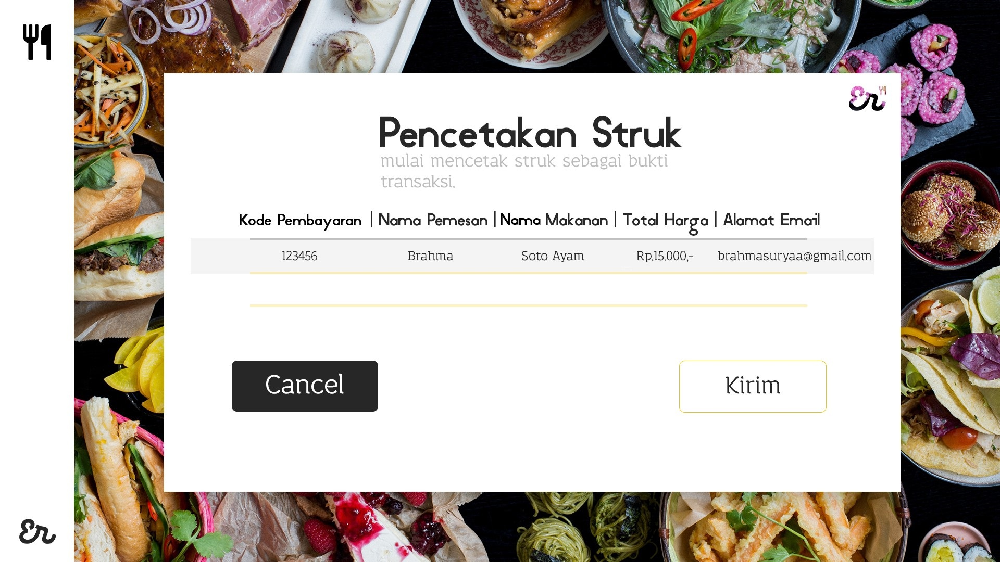 Er
Pencetakan Struk
mulai mencetak struk sebagai bukti
transaksi.
Kode Pembayaran | Nama Pemesan | Nama Makanan | Total Harga | Alamat Email
123456 Brahma Soto Ayam Rp.15.000,- brahmasuryaa@gmail.com
Cancel Kirim
Er